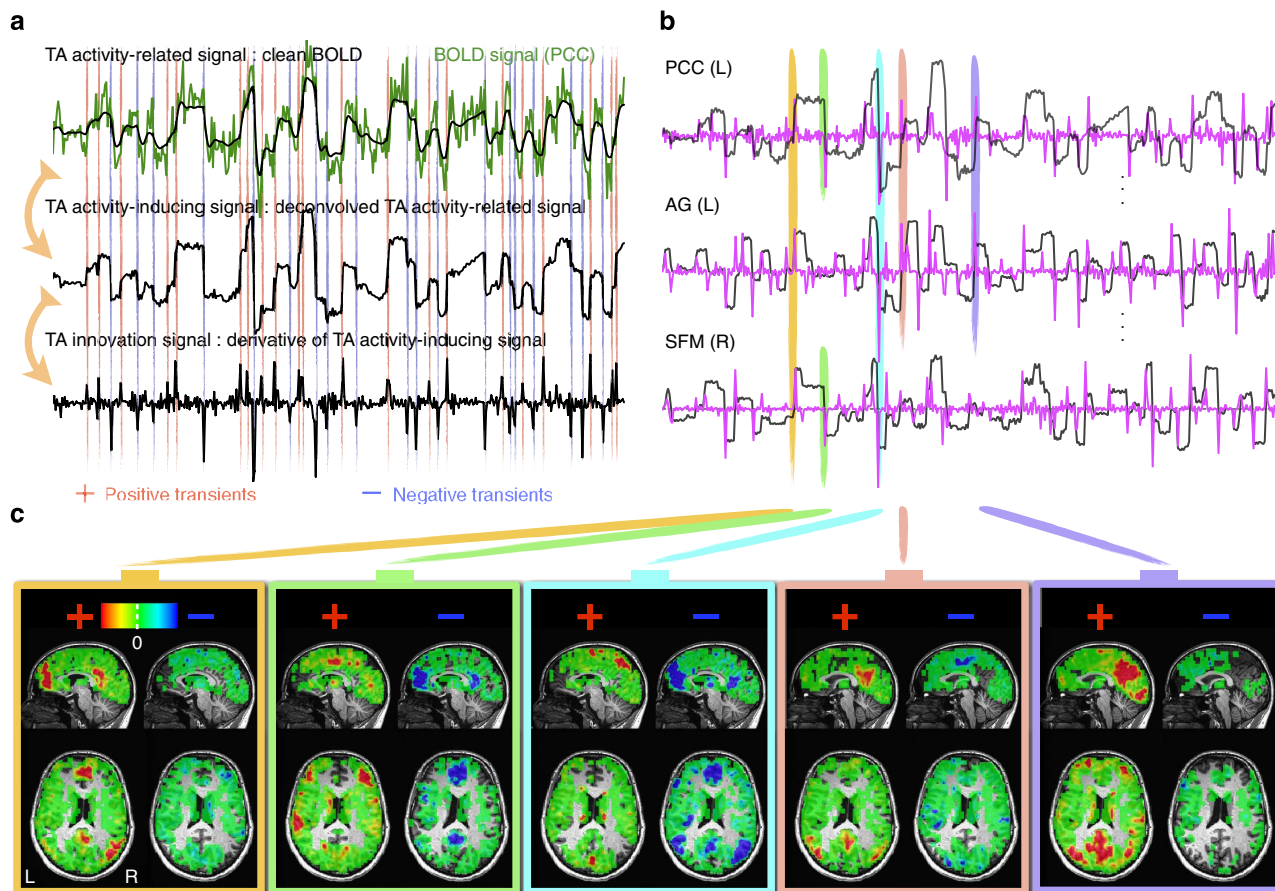 a
TA activity-related signal : clean BOLD
BOLD signal (PCC)
TA activity-inducing signal : deconvolved TA activity-related signal
TA innovation signal : derivative of TA activity-inducing signal
+ Positive transients
− Negative transients
b
PCC (L)
AG (L)
SFM (R)
c
+ −
0
+ −
+ −
+ −
+ −
L R